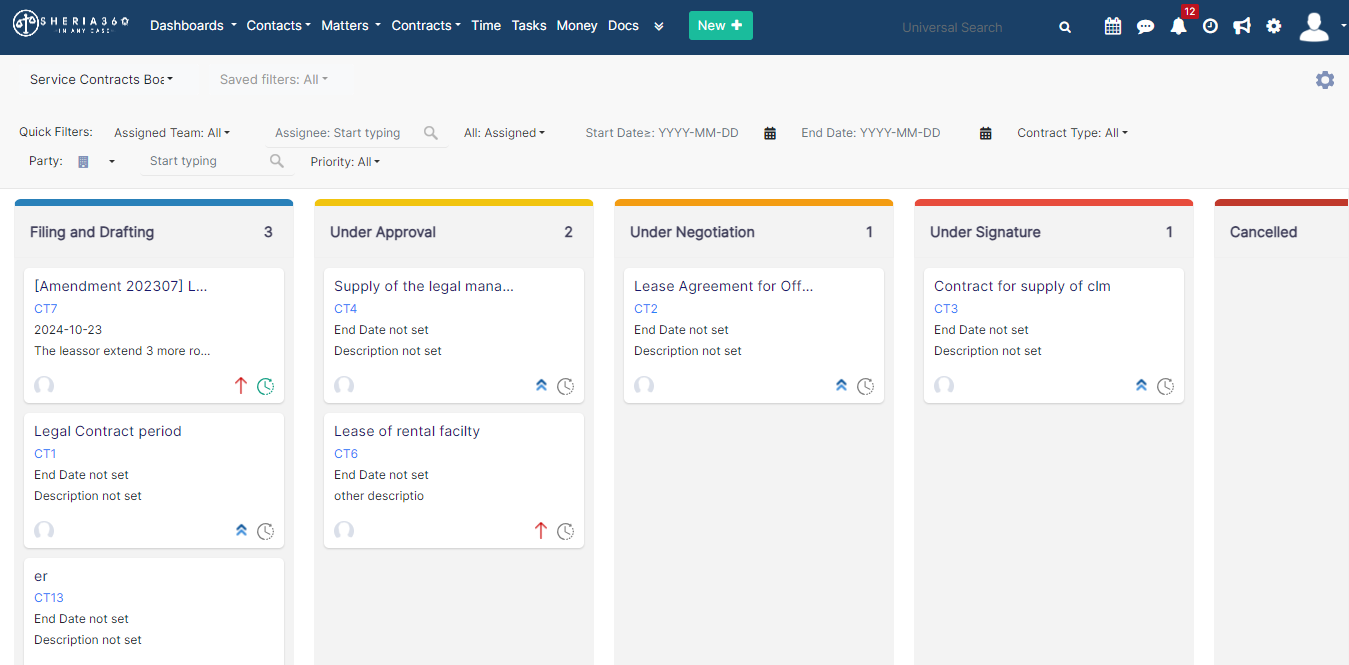 SHERIA360
-IN ANY CASE-
Dashboards Contacts Matters Contracts Time Tasks Money Docs New + Universal Search 12
Service Contracts Boa Saved filters: All
Quick Filters: Assigned Team: All Assignee: Start typing All: Assigned Start Date≥: YYYY-MM-DD End Date: YYYY-MM-DD Contract Type: All
Party: Start typing Priority: All
Filing and Drafting 3
[Amendment 202307] L...
CT7
2024-10-23
The leassor extend 3 more ro...
Legal Contract period
CT1
End Date not set
Description not set
er
CT13
End Date not set
Description not set
Under Approval 2
Supply of the legal mana...
CT4
End Date not set
Description not set
Lease of rental facilty
CT6
End Date not set
other descriptio
Under Negotiation 1
Lease Agreement for Off...
CT2
End Date not set
Description not set
Under Signature 1
Contract for supply of clm
CT3
End Date not set
Description not set
Cancelled